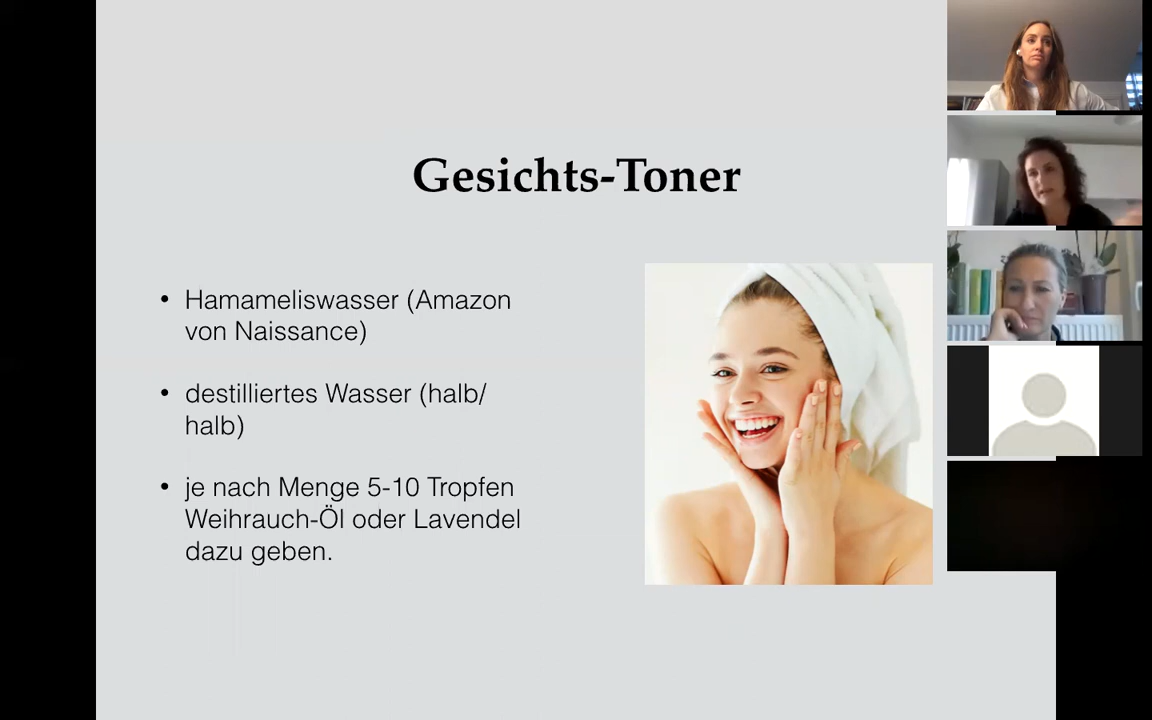 Gesichts-Toner
• Hamameliswasser (Amazon
von Naissance)
• destilliertes Wasser (halb/
halb)
• je nach Menge 5-10 Tropfen
Weihrauch-Öl oder Lavendel
dazu geben.